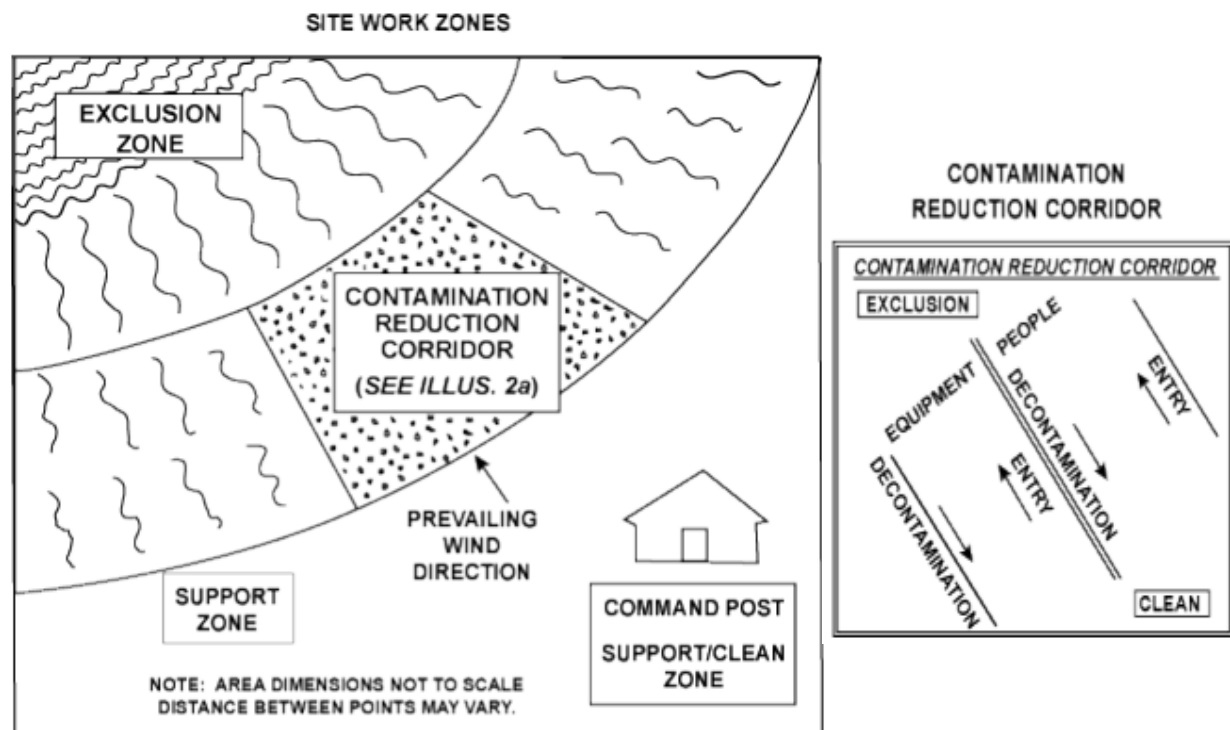 SITE WORK ZONES
EXCLUSION
ZONE
CONTAMINATION
REDUCTION
CORRIDOR
(SEE ILLUS. 2a)
PREVAILING
WIND
DIRECTION
SUPPORT
ZONE
COMMAND POST
SUPPORT/CLEAN
ZONE
NOTE: AREA DIMENSIONS NOT TO SCALE
DISTANCE BETWEEN POINTS MAY VARY.
CONTAMINATION
REDUCTION CORRIDOR
CONTAMINATION REDUCTION CORRIDOR
EXCLUSION
PEOPLE
ENTRY
EQUIPMENT
DECONTAMINATION
ENTRY
DECONTAMINATION
CLEAN